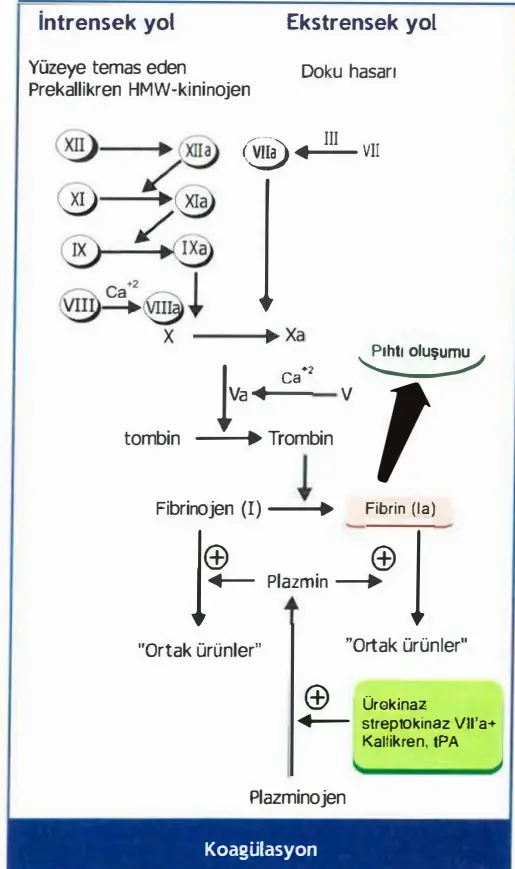 İntrensek yol
Ekstrensek yol
Yüzeye temas eden
Prekallikren HMW-kininojen
Doku hasarı
XII
XIIa
VIIa
III
VII
XI
XIa
IX
IXa
VIII
Ca+2
VIIIa
X
Xa
Pıhtı oluşumu
Va
Ca+2
V
tombin
Trombin
Fibrinojen (I)
Fibrin (Ia)
+
Plazmin
+
"Ortak ürünler”
”Ortak ürünler"
+
Ürokinaz
streptokinaz VII'a+
Kallikren, tPA
Plazminojen
Koagülasyon